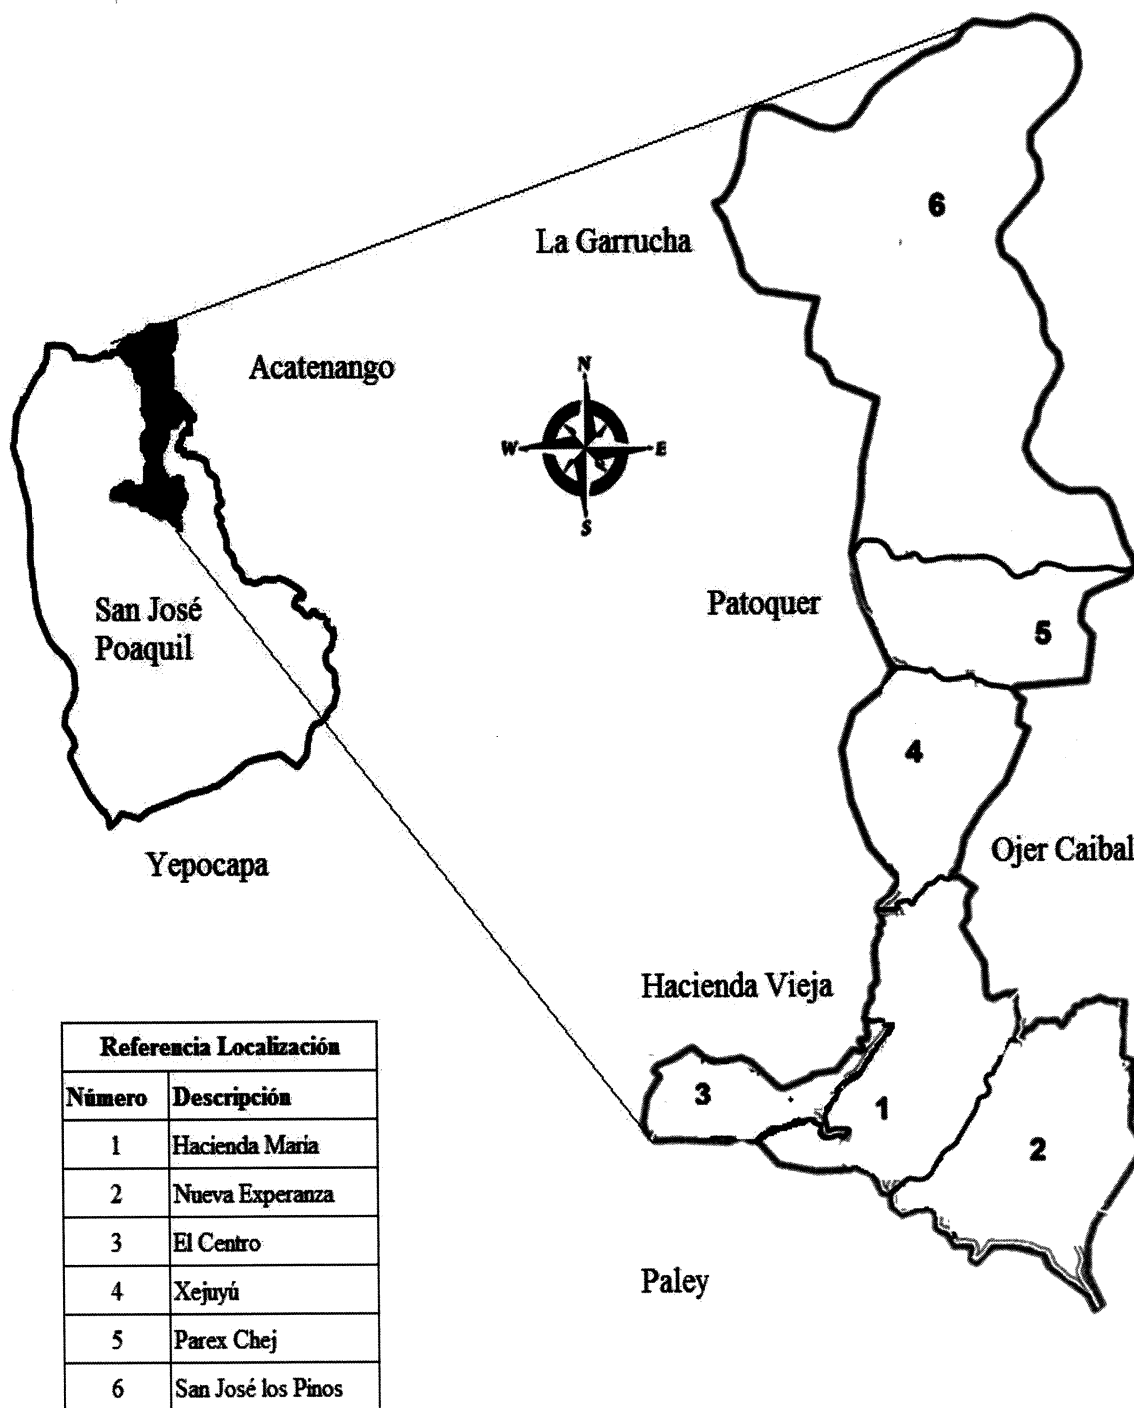 6
La Garrucha
Acatenango
N
W
E
S
San José
Poaquil
Patoquer
5
4
Ojer Caibal
Yepocapa
Hacienda Vieja
3
1
2
Paley
Referencia Localización
Número Descripción
1 Hacienda Maria
2 Nueva Experanza
3 El Centro
4 Xejuyú
5 Parex Chej
6 San José los Pinos